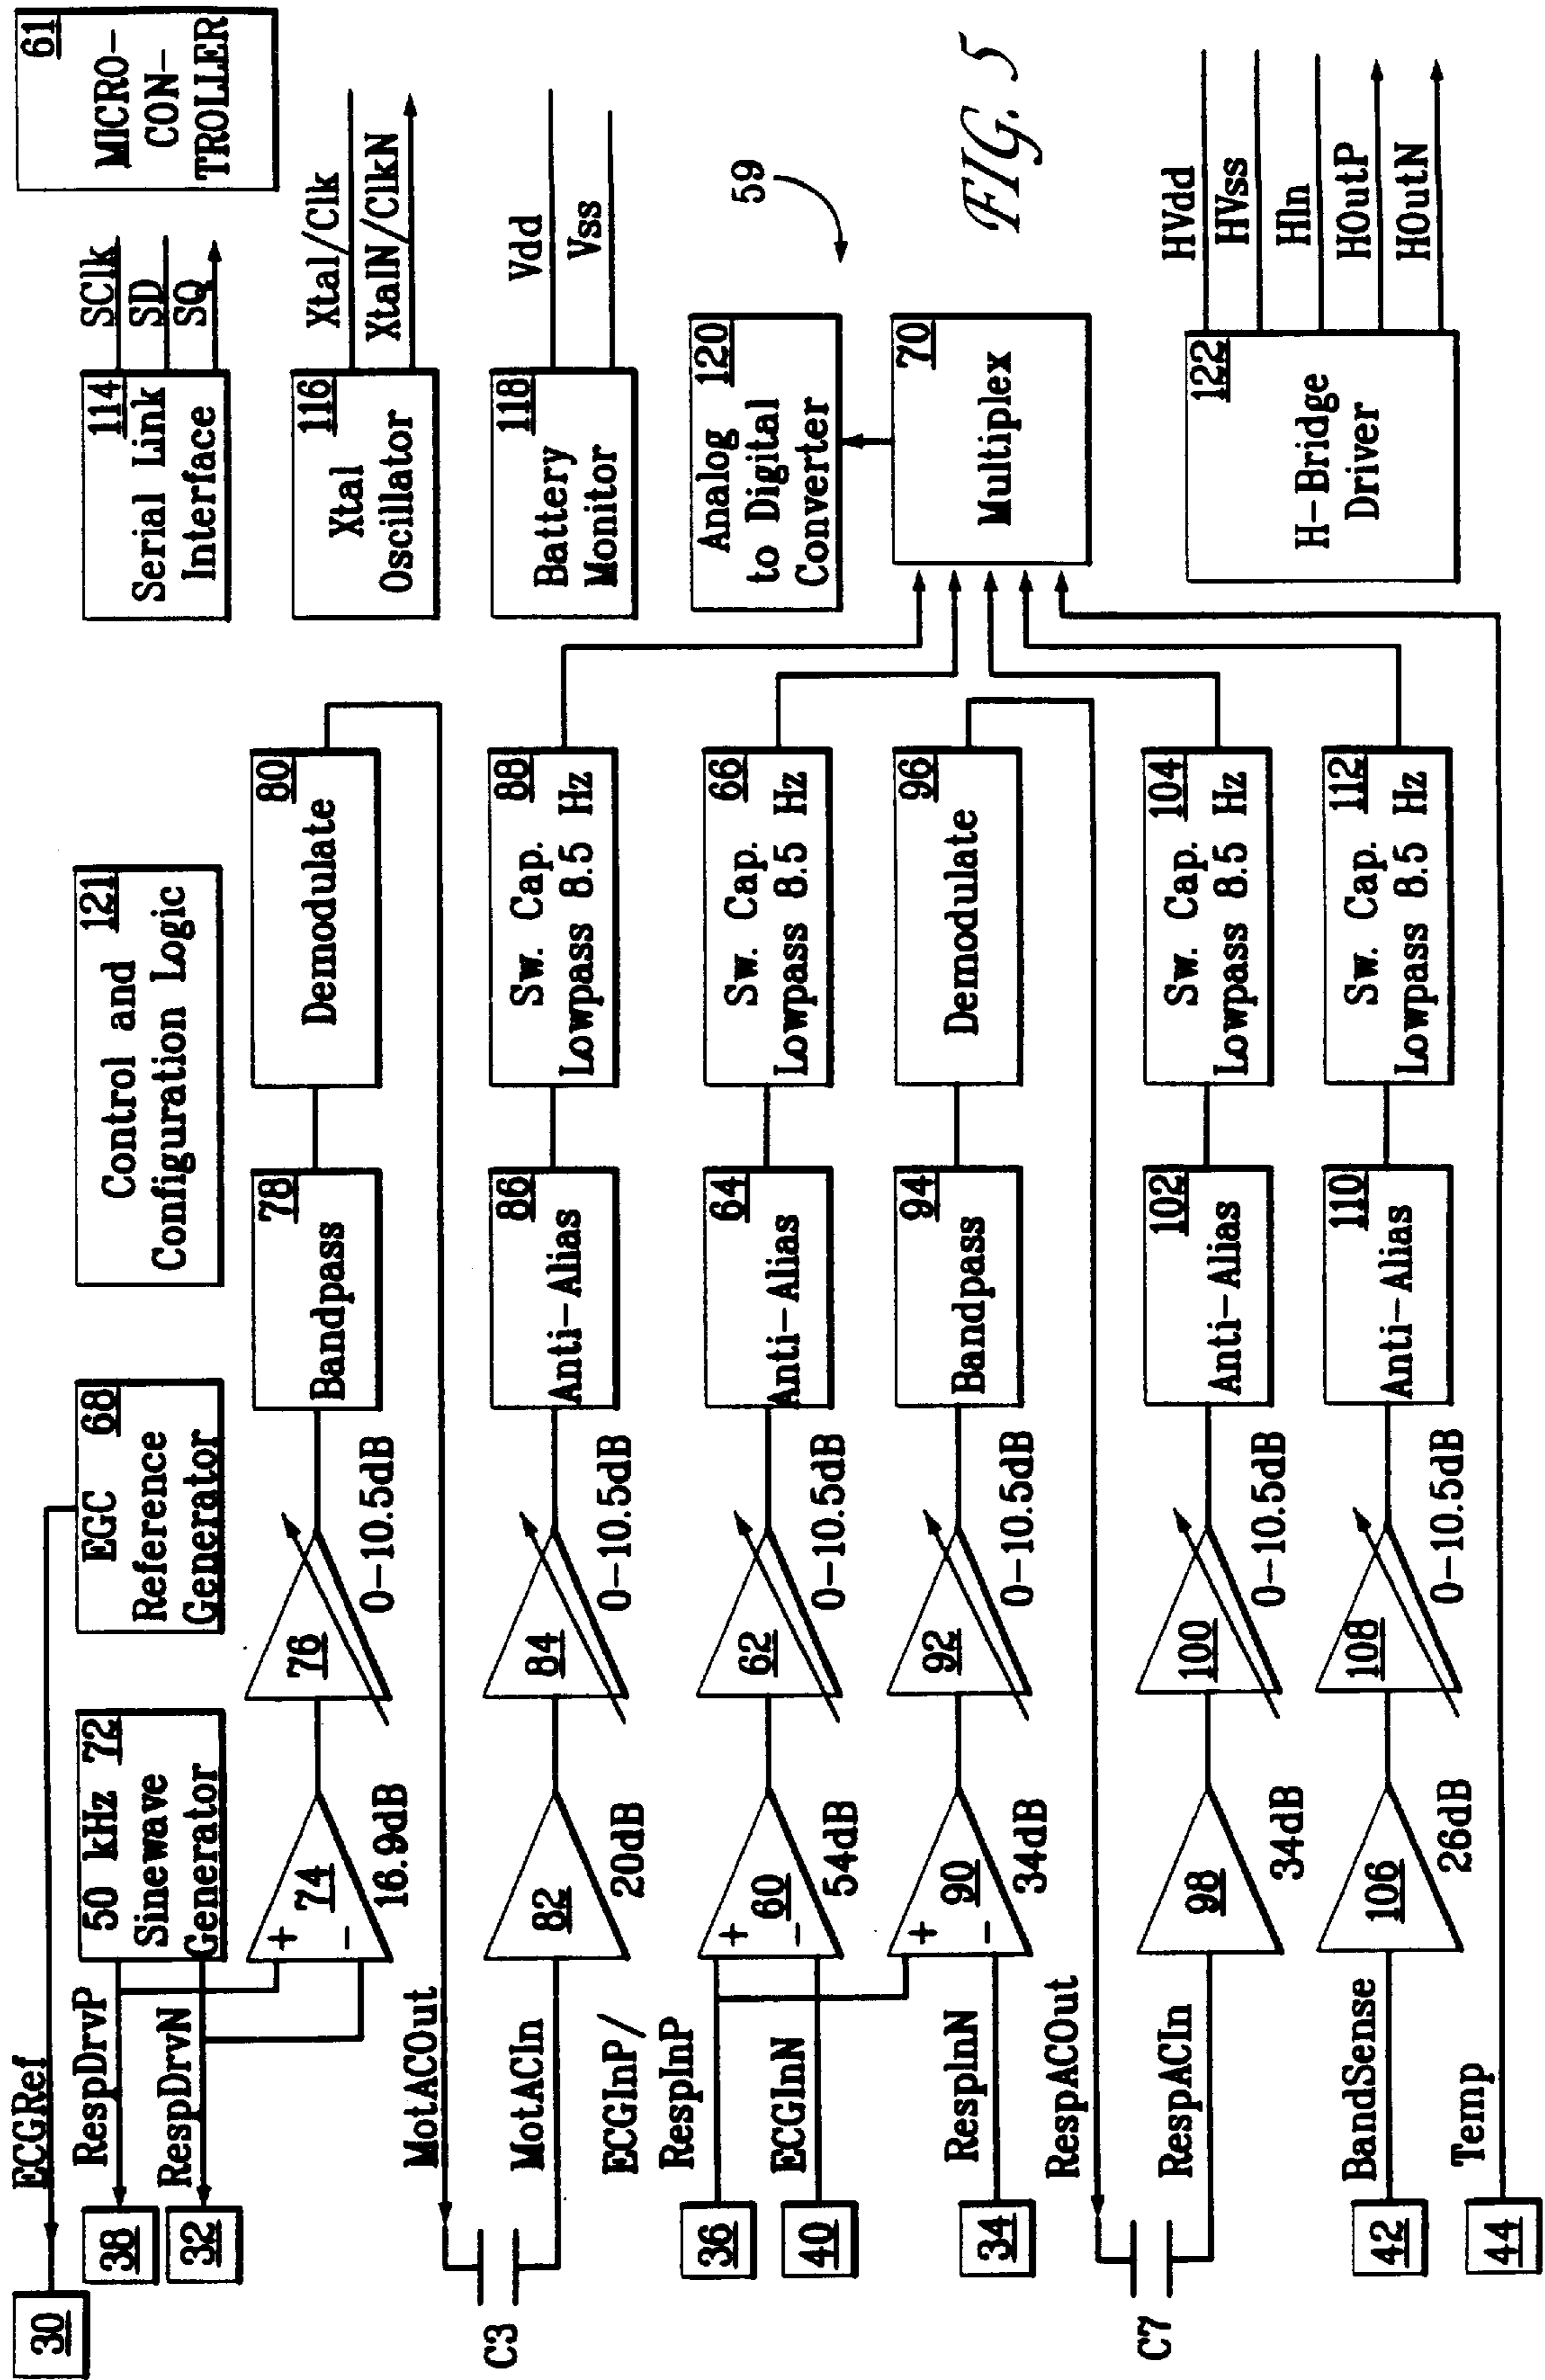 ECGRef
30
38
RespDrvP
32
RespDrvN
50 kHz 72
Sinewave
Generator
EGC 68
Reference
Generator
121
Control and
Configuration Logic
114
Serial Link
Interface
SClk
SD
SQ
61
MICRO-
CON-
TROLLER
+
−
74
16.9dB
76
0−10.5dB
78
Bandpass
80
Demodulate
116
Xtal
Oscillator
Xtal/Clk
XtalN/ClkN
MotACOut
C3
MotACIn
82
20dB
84
0−10.5dB
86
Anti−Alias
88
Sw. Cap.
Lowpass 8.5 Hz
118
Battery
Monitor
Vdd
Vss
ECGInP/
RespInP
36
40
ECGInN
+
−
60
54dB
62
0−10.5dB
64
Anti−Alias
66
Sw. Cap.
Lowpass 8.5 Hz
120
Analog
to Digital
Converter
59
34
RespInN
+
−
90
34dB
92
0−10.5dB
94
Bandpass
96
Demodulate
70
Multiplex
FIG. 5
RespACOut
C7
RespACIn
98
34dB
100
0−10.5dB
102
Anti−Alias
104
Sw. Cap.
Lowpass 8.5 Hz
122
H−Bridge
Driver
HVdd
HVss
HIn
HOutP
HOutN
42
BandSense
106
26dB
108
0−10.5dB
110
Anti−Alias
112
Sw. Cap.
Lowpass 8.5 Hz
44
Temp